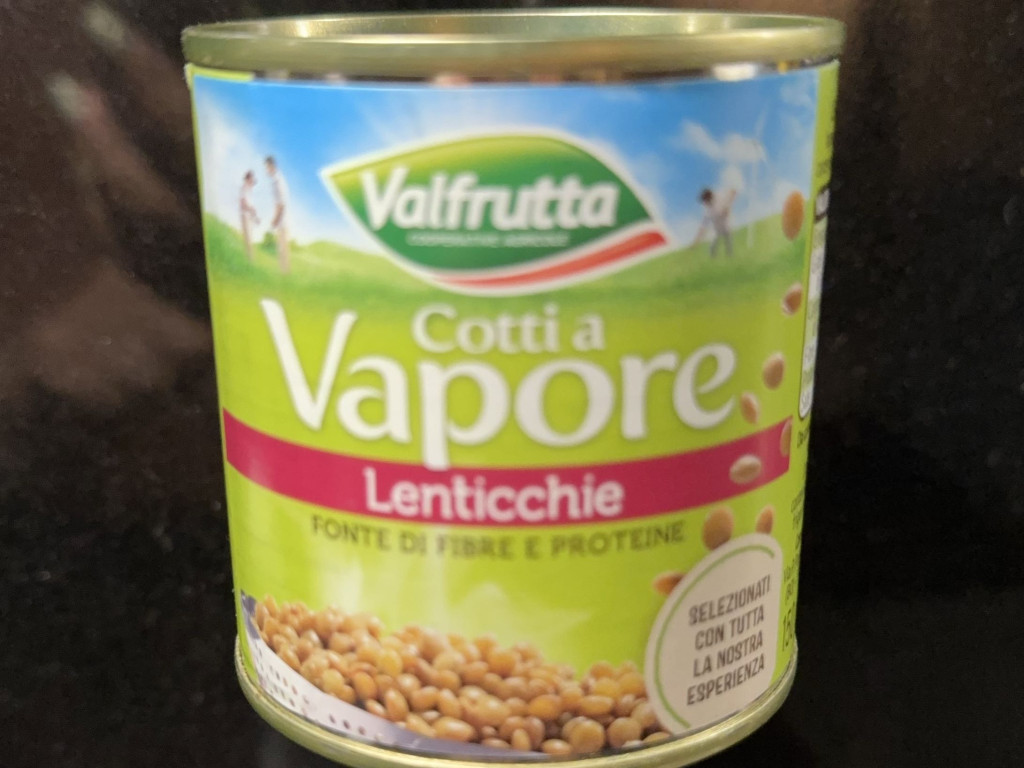 Valfrutta
Cotti a
Vapore
Lenticchie
FONTE DI FIBRE E PROTEINE
SELEZIONATI
CON TUTTA
LA NOSTRA
ESPERIENZA